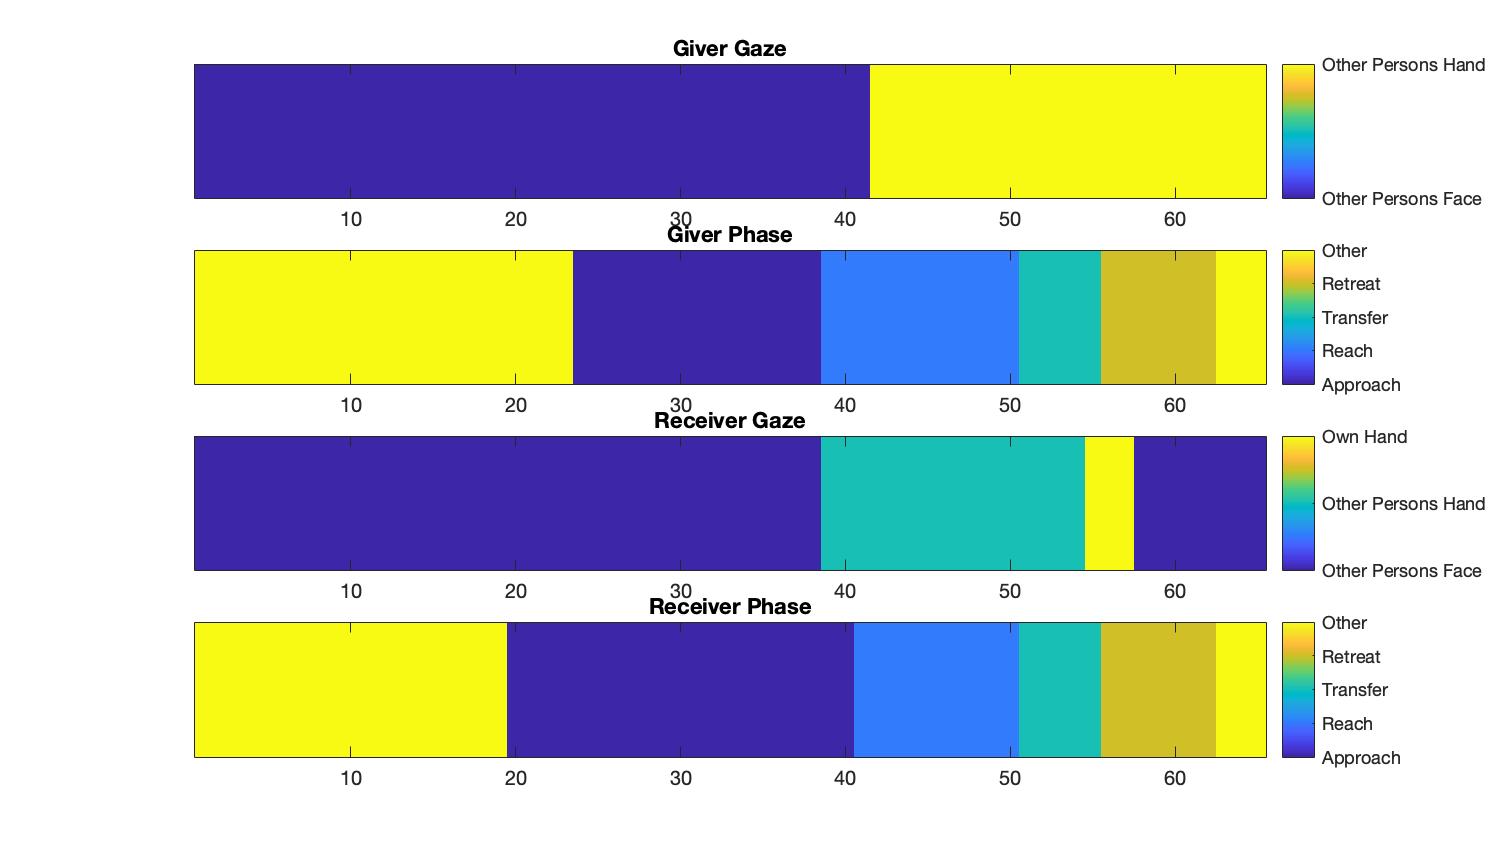 Giver Gaze
Other Persons Hand
Other Persons Face
10 20 30 40 50 60
Giver Phase
Other
Retreat
Transfer
Reach
Approach
10 20 30 40 50 60
Receiver Gaze
Own Hand
Other Persons Hand
Other Persons Face
10 20 30 40 50 60
Receiver Phase
Other
Retreat
Transfer
Reach
Approach
10 20 30 40 50 60